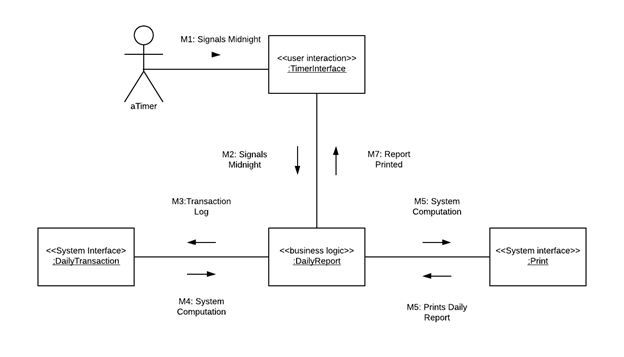 M1: Signals Midnight
<<user interaction>>
:TimerInterface
aTimer
M2: Signals
Midnight
M7: Report
Printed
M3:Transaction
Log
M5: System
Computation
<<System Interface>
:DailyTransaction
<<business logic>>
:DailyReport
<<System interface>>
:Print
M4: System
Computation
M5: Prints Daily
Report